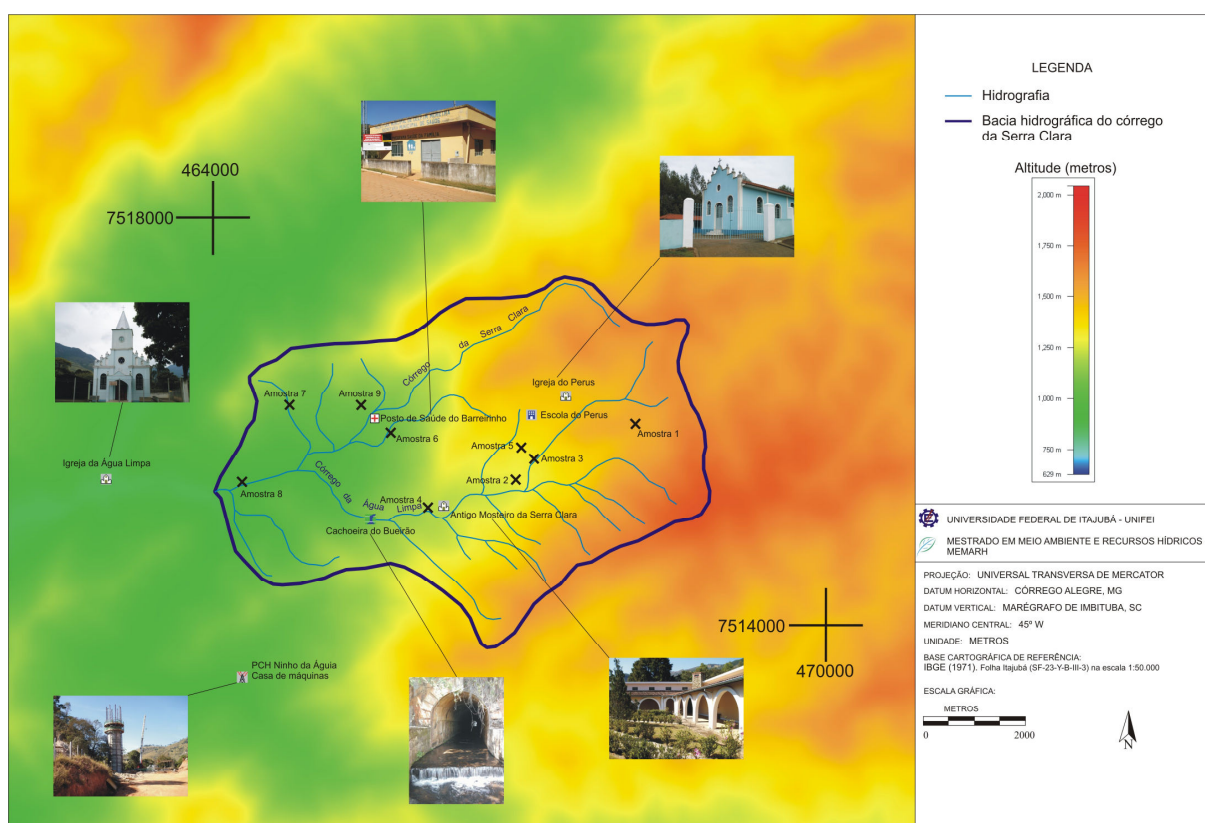 464000
7518000
Córrego da Serra Clara
Igreja do Perus
Amostra 7
Amostra 9
Posto de Saúde do Barreirinho
Escola do Perus
Amostra 1
Amostra 6
Amostra 5
Amostra 3
Igreja da Água Limpa
Amostra 2
Amostra 8
Córrego da Água Limpa
Amostra 4
Antigo Mosteiro da Serra Clara
Cachoeira do Bueirão
7514000
470000
PCH Ninho da Águia
Casa de máquinas
LEGENDA
Hidrografia
Bacia hidrográfica do córrego
da Serra Clara
Altitude (metros)
2,000 m
1,750 m
1,500 m
1,250 m
1,000 m
750 m
629 m
UNIVERSIDADE FEDERAL DE ITAJUBÁ - UNIFEI
MESTRADO EM MEIO AMBIENTE E RECURSOS HÍDRICOS
MEMARH
PROJEÇÃO: UNIVERSAL TRANSVERSA DE MERCATOR
DATUM HORIZONTAL: CÓRREGO ALEGRE, MG
DATUM VERTICAL: MARÉGRAFO DE IMBITUBA, SC
MERIDIANO CENTRAL: 45º W
UNIDADE: METROS
BASE CARTOGRÁFICA DE REFERÊNCIA:
IBGE (1971). Folha Itajubá (SF-23-Y-B-III-3) na escala 1:50.000
ESCALA GRÁFICA:
METROS
0 2000
N